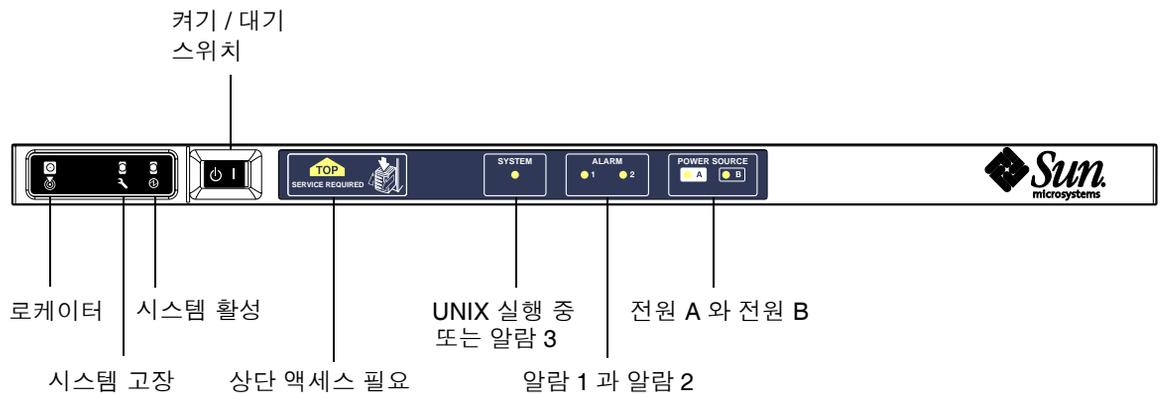 켜기 / 대기
스위치
TOP
SERVICE REQUIRED
SYSTEM
ALARM
1 2
POWER SOURCE
A B
Sun
microsystems
로케이터
시스템 활성
UNIX 실행 중
또는 알람 3
전원 A 와 전원 B
시스템 고장
상단 액세스 필요
알람 1 과 알람 2